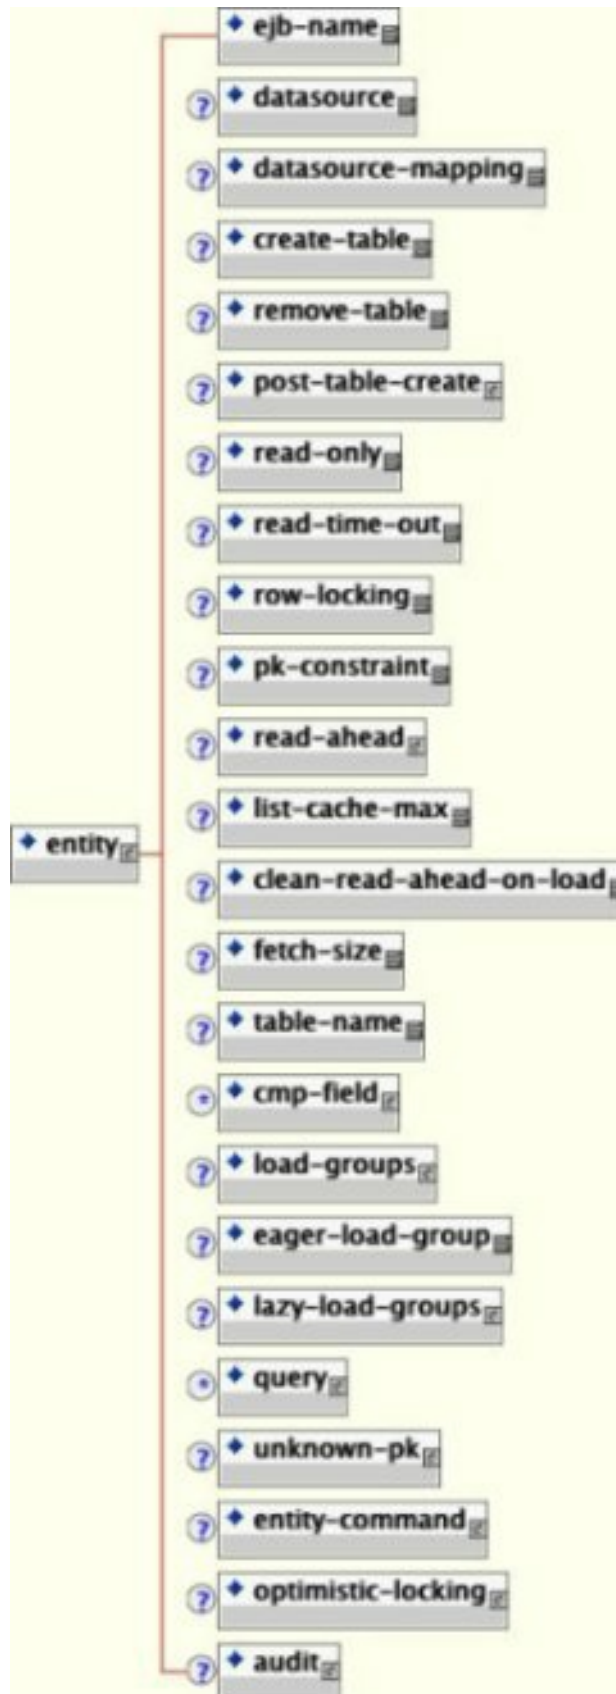 ejb-name
? datasource
? datasource-mapping
? create-table
? remove-table
? post-table-create
? read-only
? read-time-out
? row-locking
? pk-constraint
? read-ahead
? list-cache-max
entity
? clean-read-ahead-on-load
? fetch-size
? table-name
* cmp-field
? load-groups
? eager-load-group
? lazy-load-groups
* query
? unknown-pk
? entity-command
? optimistic-locking
? audit